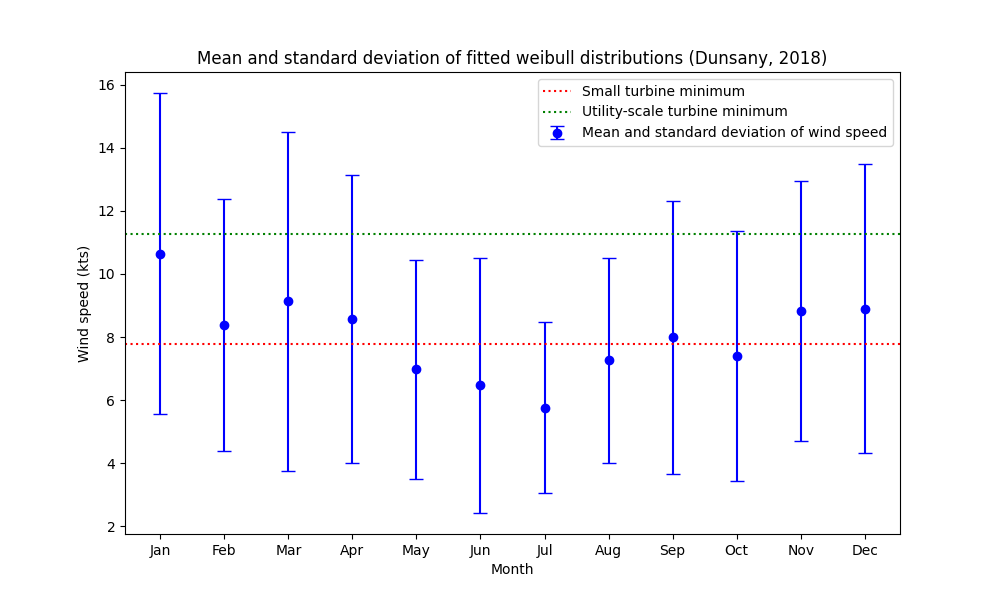 Mean and standard deviation of fitted weibull distributions (Dunsany, 2018)
Small turbine minimum
Utility-scale turbine minimum
Mean and standard deviation of wind speed
Wind speed (kts)
16
14
12
10
8
6
4
2
Jan Feb Mar Apr May Jun Jul Aug Sep Oct Nov Dec
Month